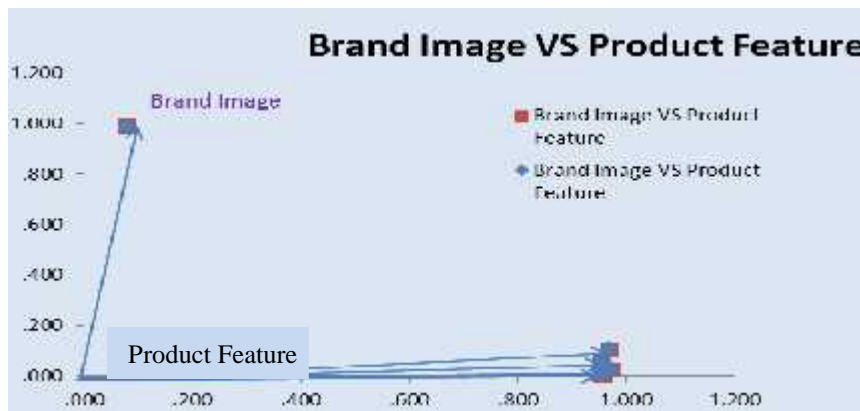 Brand Image VS Product Feature
1.200
Brand Image
1.000
Brand Image VS Product
Feature
.800
Brand Image VS Product
Feature
.600
.400
.200
Product Feature
.000
.000 .200 .400 .600 .800 1.000 1.200